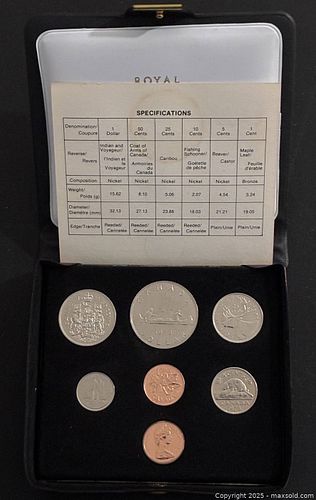 ROYAL
SPECIFICATIONS
Denomination/ Coupure 1 Dollar 50 Cents 25 Cents 10 Cents 5 Cents 1 Cent
Reverse/ Revers Indian and Voyageur/ l'Indien et le Voyageur Coat of Arms of Canada/ Armoiries du Canada Caribou Fishing Schooner/ Goélette de pêche Beaver/ Castor Maple Leaf/ Feuille d'érable
Composition Nickel Nickel Nickel Nickel Nickel Bronze
Weight/ Poids (g) 15.62 8.10 5.06 2.07 4.54 3.24
Diameter/ Diamètre (mm) 32.13 27.13 23.88 18.03 21.21 19.05
Edge/Tranche Reeded/ Cannelée Reeded/ Cannelée Reeded/ Cannelée Reeded/ Cannelée Plain/Unie Plain/Unie
Copyright 2025 - maxsold.com